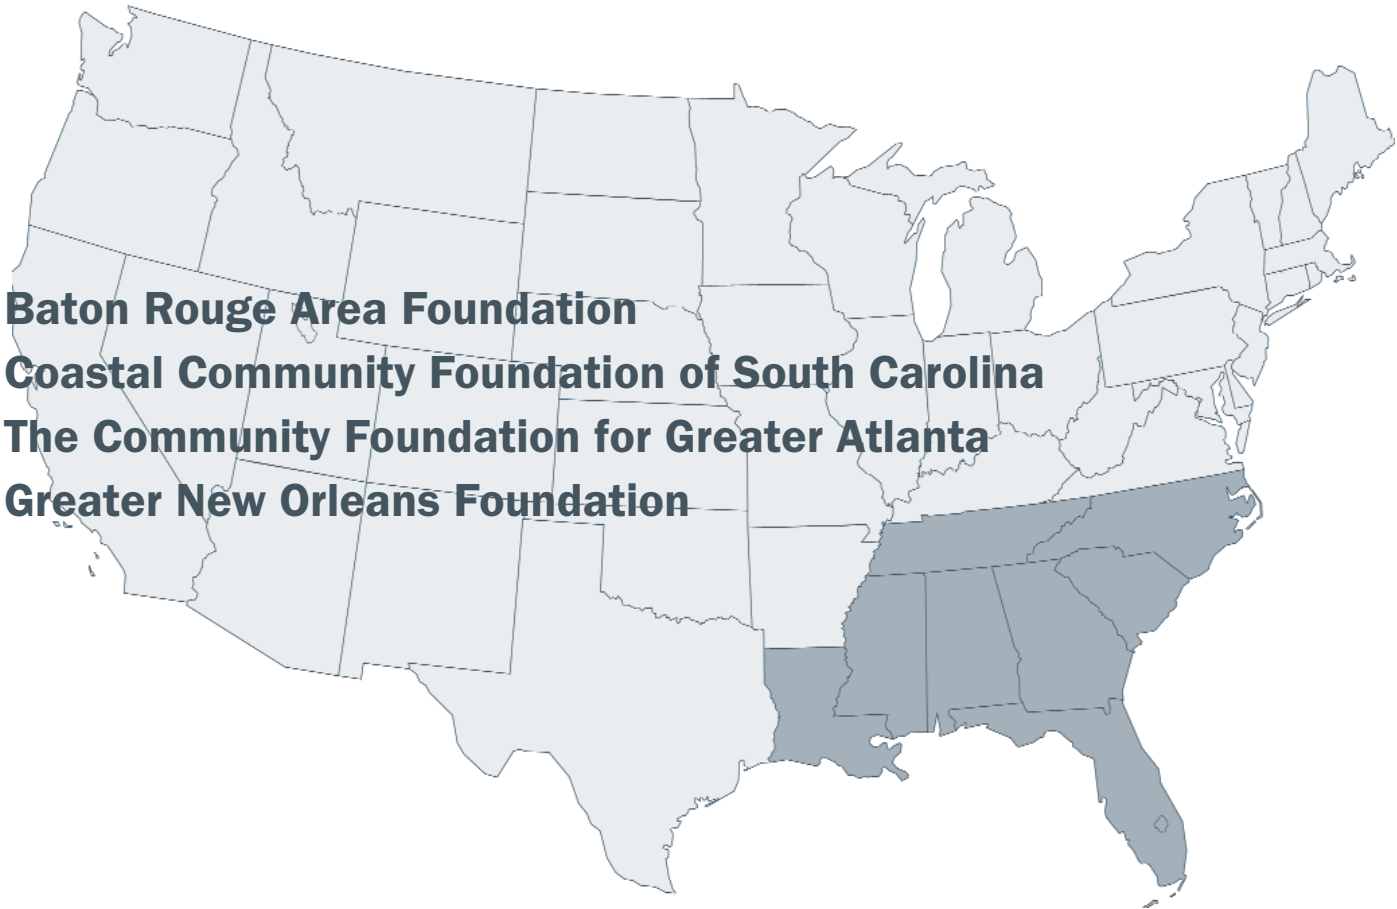 Baton Rouge Area Foundation
Coastal Community Foundation of South Carolina
The Community Foundation for Greater Atlanta
Greater New Orleans Foundation